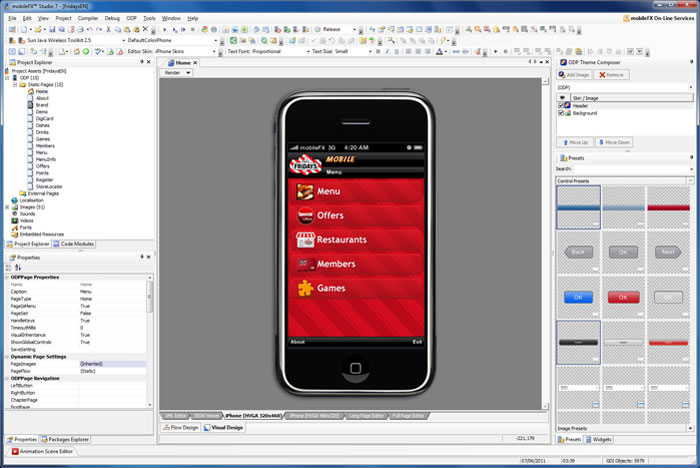 mobileFX™ Studio 7 - [FridaysEN]
File Edit View Project Compiler Debug ODP Tools Window Help
mobileFX On-Line Services
Release
Sun Java Wireless Toolkit 2.5 DefaultColorPhone
Editor Skin: iPhone Skins Text Font: Proportional Text Size: Small
Project Explorer
Project Assets [FridaysEN]
ODP (15)
Static Pages (15)
Home
About
Brand
Demo
DigiCard
Dishes
Drinks
Games
Members
Menu
MenuInfo
Offers
Points
Register
StoreLocator
External Pages
Localisation
Images (51)
Sounds
Videos
Fonts
Embedded Resources
Project Explorer Code Modules
Properties
ODPPage Properties
Name Home
Caption Menu
PageType Home
PageIsMenu True
PageSet False
HandleKeys True
TimeoutMillis 0
VisualInheritance True
ShowGlobalControls True
SaveSetting
Dynamic Page Settings
PageImages (Inherited)
PageFlow (Static)
ODPPage Navigation
LeftButton
RightButton
ChapterPage
FirstPage
Properties Packages Explorer
Animation Scene Editor
Home
Render
mobileFX 3G 4:20 AM
FRIDAYS
MOBILE
Menu
Menu
Offers
Restaurants
Members
Games
About Exit
XML Editor JSON Viewer iPhone (HVGA 320x460) iPhone (HVGA 480x320) Long Page Editor Full Page Editor
Flow Design Visual Design
-221,179
ODP Theme Composer
Add Image Remove
[ODP]
Skin / Image
Header
Background
Move Up Move Down
Presets
Search:
Control Presets
Back OK Next
OK OK OK
Image Presets
Presets Widgets
07/06/2011 03:39 GDI Objects: 5979